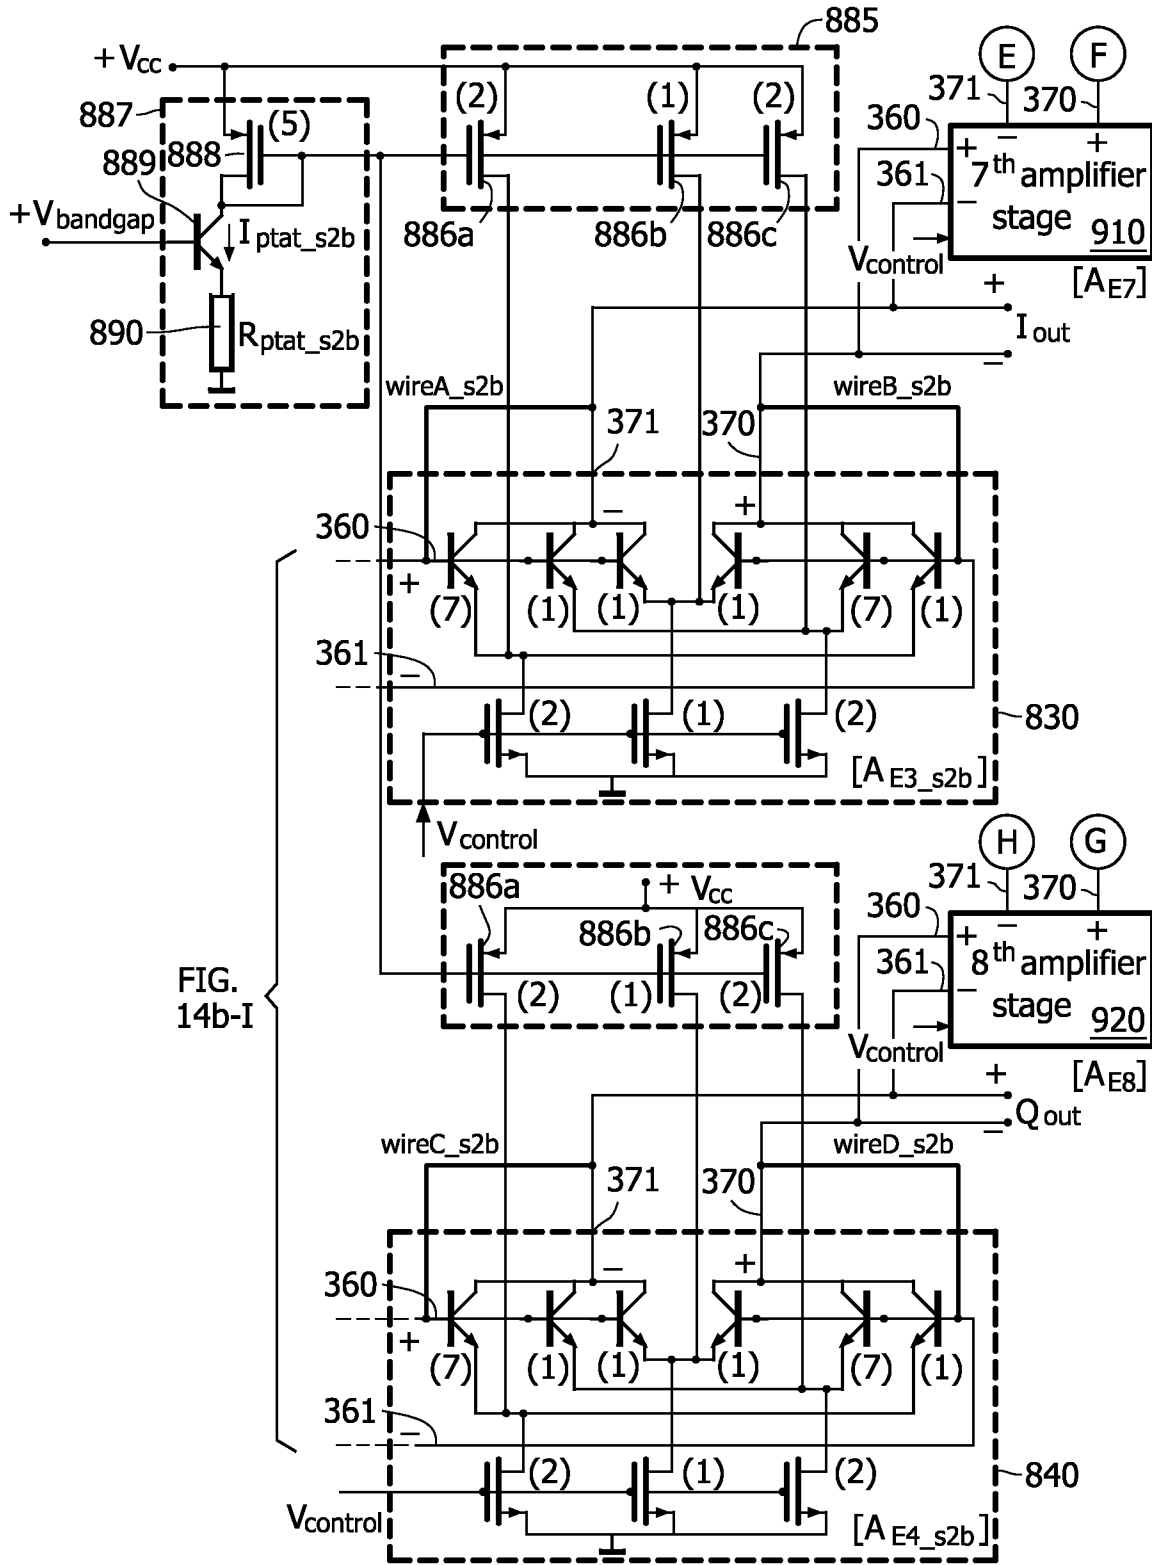 885
+Vcc
887
(5)
888
889
+Vbandgap
Iptat_s2b
890
Rptat_s2b
(2)
(1)
(2)
886a
886b
886c
E
F
371
370
360
361
+
−
−
+
7th amplifier
stage 910
Vcontrol
[AE7]
+
Iout
−
wireA_s2b
wireB_s2b
371
370
360
−
+
+
(7)
(1)
(1)
(1)
(7)
(1)
361
−
(2)
(1)
(2)
830
[AE3_s2b]
Vcontrol
886a
+ Vcc
886b
886c
(2)
(1)
(2)
FIG.
14b-I
H
G
371
370
360
361
+
−
−
+
8th amplifier
stage 920
Vcontrol
[AE8]
+
Qout
−
wireC_s2b
wireD_s2b
371
370
360
−
+
+
(7)
(1)
(1)
(1)
(7)
(1)
361
−
(2)
(1)
(2)
840
Vcontrol
[AE4_s2b]